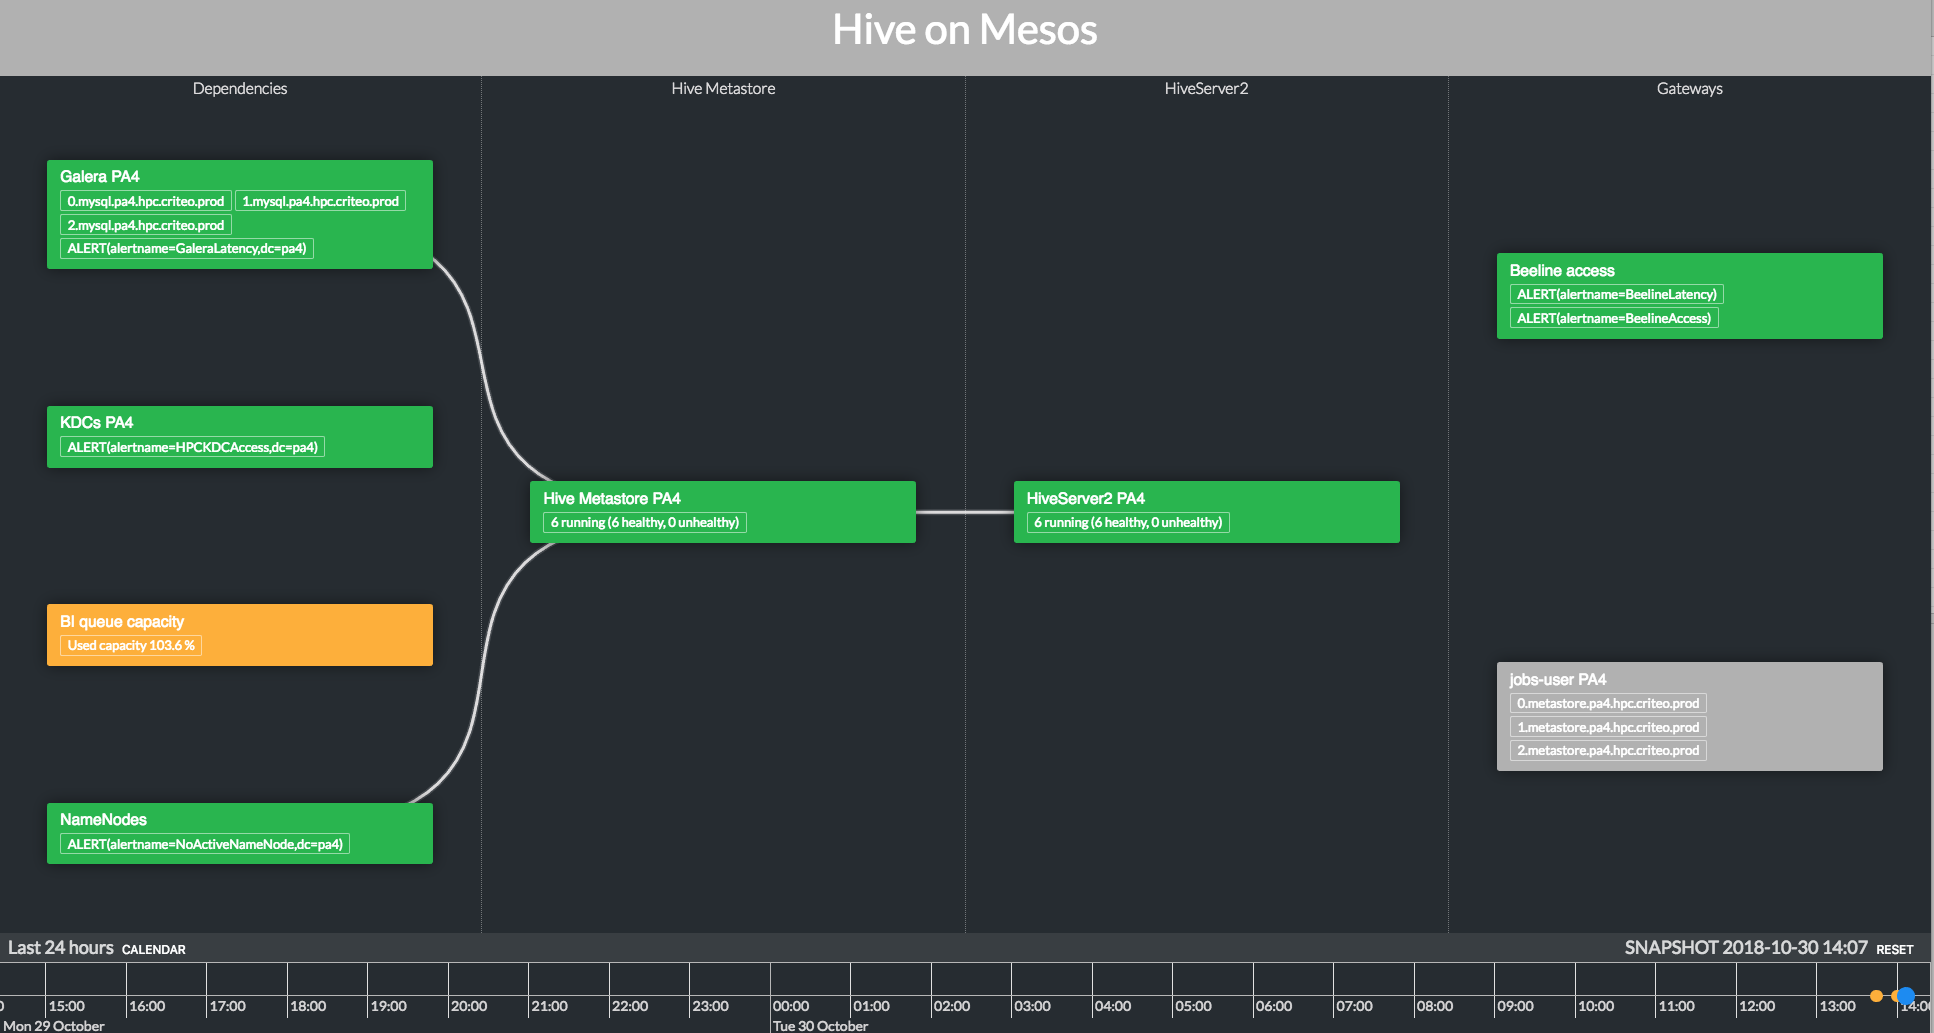 Hive on Mesos
Dependencies
Hive Metastore
HiveServer2
Gateways
Galera PA4
0.mysql.pa4.hpc.criteo.prod 1.mysql.pa4.hpc.criteo.prod
2.mysql.pa4.hpc.criteo.prod
ALERT(alertname=GaleraLatency,dc=pa4)
KDCs PA4
ALERT(alertname=HPCKDCAccess,dc=pa4)
BI queue capacity
Used capacity 103.6 %
NameNodes
ALERT(alertname=NoActiveNameNode,dc=pa4)
Hive Metastore PA4
6 running (6 healthy, 0 unhealthy)
HiveServer2 PA4
6 running (6 healthy, 0 unhealthy)
Beeline access
ALERT(alertname=BeelineLatency)
ALERT(alertname=BeelineAccess)
jobs-user PA4
0.metastore.pa4.hpc.criteo.prod
1.metastore.pa4.hpc.criteo.prod
2.metastore.pa4.hpc.criteo.prod
Last 24 hours CALENDAR
SNAPSHOT 2018-10-30 14:07 RESET
0 15:00 16:00 17:00 18:00 19:00 20:00 21:00 22:00 23:00 00:00 01:00 02:00 03:00 04:00 05:00 06:00 07:00 08:00 09:00 10:00 11:00 12:00 13:00 14:00
Mon 29 October Tue 30 October